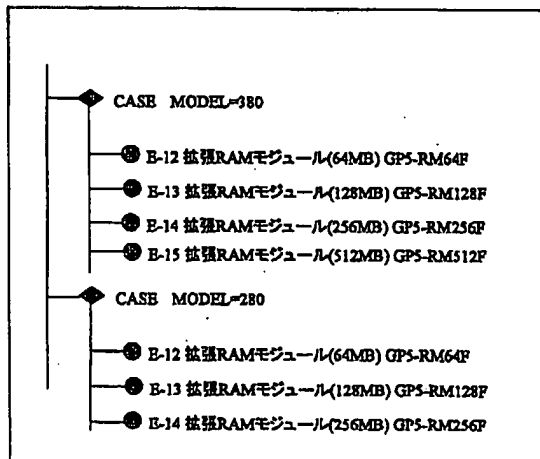 CASE MODEL=380
E-12 拡張RAMモジュール(64MB) GP5-RM64F
E-13 拡張RAMモジュール(128MB) GP5-RM128F
E-14 拡張RAMモジュール(256MB) GP5-RM256F
E-15 拡張RAMモジュール(512MB) GP5-RM512F
CASE MODEL=280
E-12 拡張RAMモジュール(64MB) GP5-RM64F
E-13 拡張RAMモジュール(128MB) GP5-RM128F
E-14 拡張RAMモジュール(256MB) GP5-RM256F